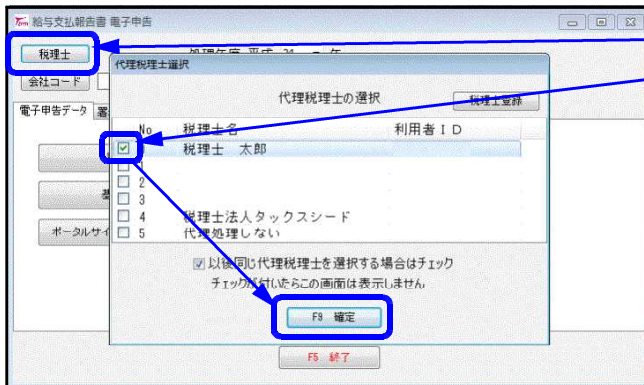 給与支払報告書 電子申告
税理士
処理年度 平成 24 年
会社コード
電子申告データ
代理税理士選択
代理税理士の選択
税理士登録
No 税理士名 利用者ID
税理士 太郎
1
2
3
4 税理士法人タックスシード
5 代理処理しない
ポータルサイ
以後同じ代理税理士を選択する場合はチェック
チェックが付いたらこの画面は表示しません
F9 確定
F5 終了